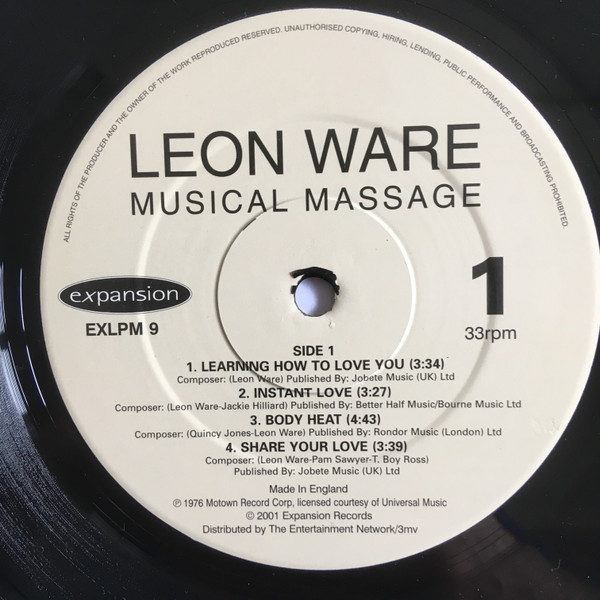 ALL RIGHTS OF THE PRODUCER AND THE OWNER OF THE WORK REPRODUCED RESERVED. UNAUTHORISED COPYING, HIRING, LENDING, PUBLIC PERFORMANCE AND BROADCASTING PROHIBITED.
LEON WARE
MUSICAL MASSAGE
expansion
EXLPM 9
1
33rpm
SIDE 1
1. LEARNING HOW TO LOVE YOU (3:34)
Composer: (Leon Ware) Published By: Jobete Music (UK) Ltd
2. INSTANT LOVE (3:27)
Composer: (Leon Ware-Jackie Hilliard) Published By: Better Half Music/Bourne Music Ltd
3. BODY HEAT (4:43)
Composer: (Quincy Jones-Leon Ware) Published By: Rondor Music (London) Ltd
4. SHARE YOUR LOVE (3:39)
Composer: (Leon Ware-Pam Sawyer-T. Boy Ross)
Published By: Jobete Music (UK) Ltd
Made In England
℗ 1976 Motown Record Corp, licensed courtesy of Universal Music
© 2001 Expansion Records
Distributed by The Entertainment Network/3mv